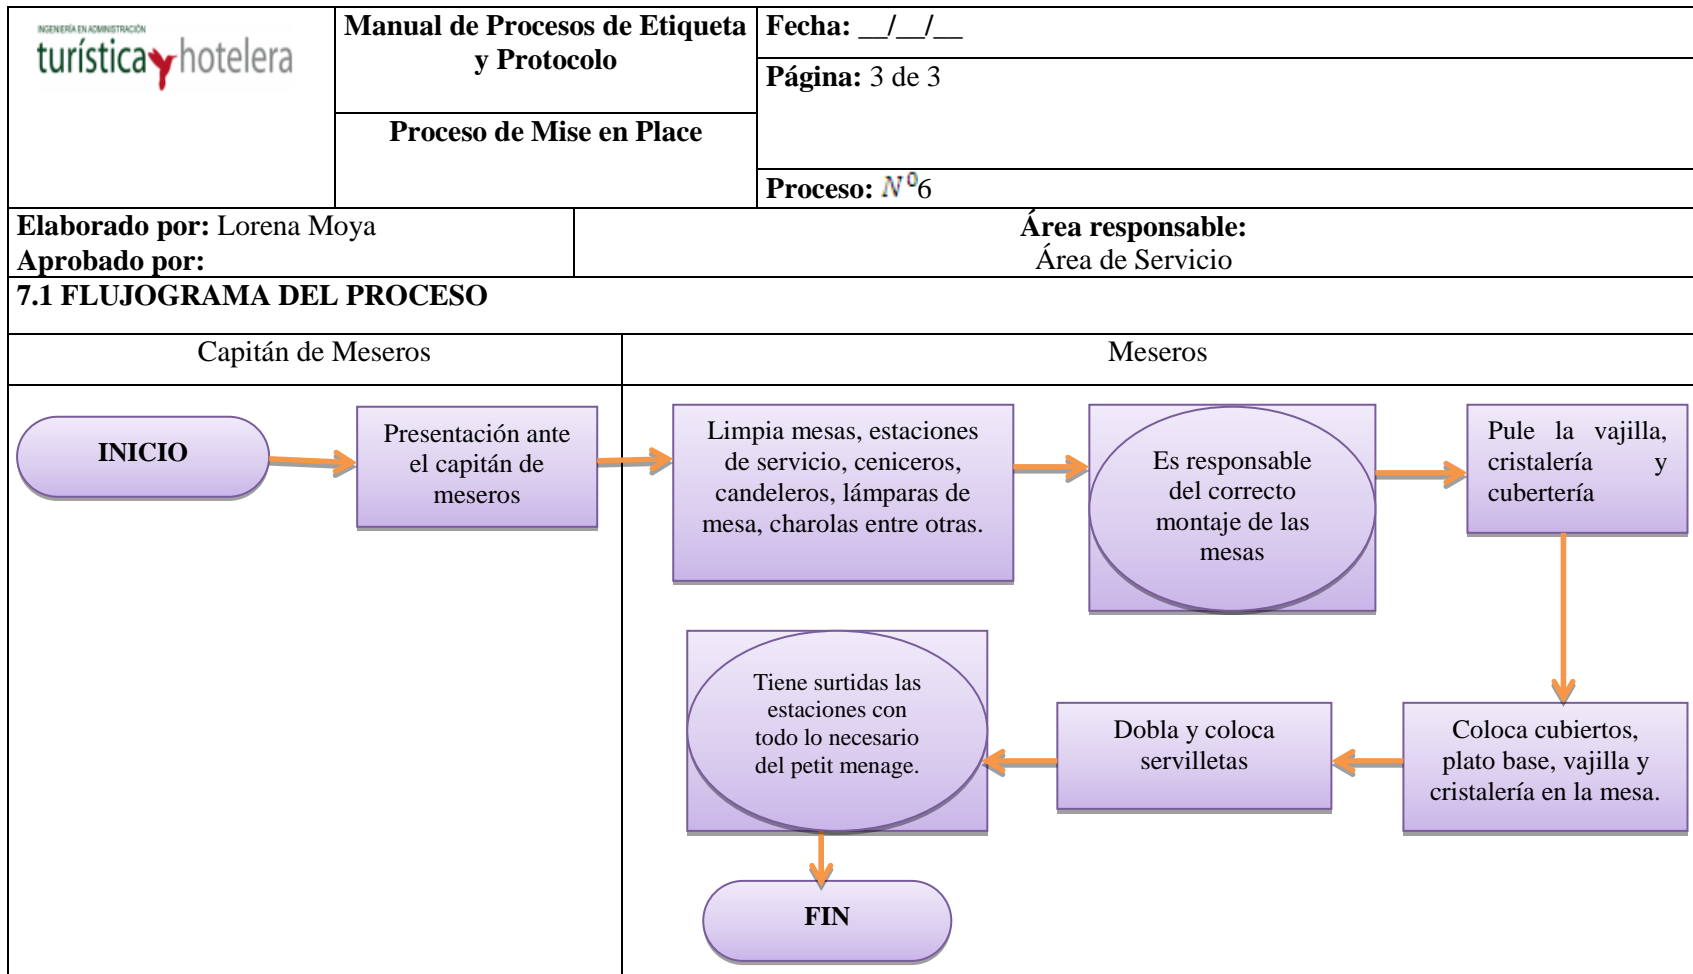 INGENIERÍA EN ADMINISTRACIÓN
turística y hotelera
Manual de Procesos de Etiqueta
y Protocolo
Proceso de Mise en Place
Fecha: __/__/__
Página: 3 de 3
Proceso: N⁰6
Elaborado por: Lorena Moya
Aprobado por:
Área responsable:
Área de Servicio
7.1 FLUJOGRAMA DEL PROCESO
Capitán de Meseros
Meseros
INICIO
Presentación ante
el capitán de
meseros
Limpia mesas, estaciones
de servicio, ceniceros,
candeleros, lámparas de
mesa, charolas entre otras.
Es responsable
del correcto
montaje de las
mesas
Pule la vajilla,
cristalería y
cubertería
Coloca cubiertos,
plato base, vajilla y
cristalería en la mesa.
Dobla y coloca
servilletas
Tiene surtidas las
estaciones con
todo lo necesario
del petit menage.
FIN